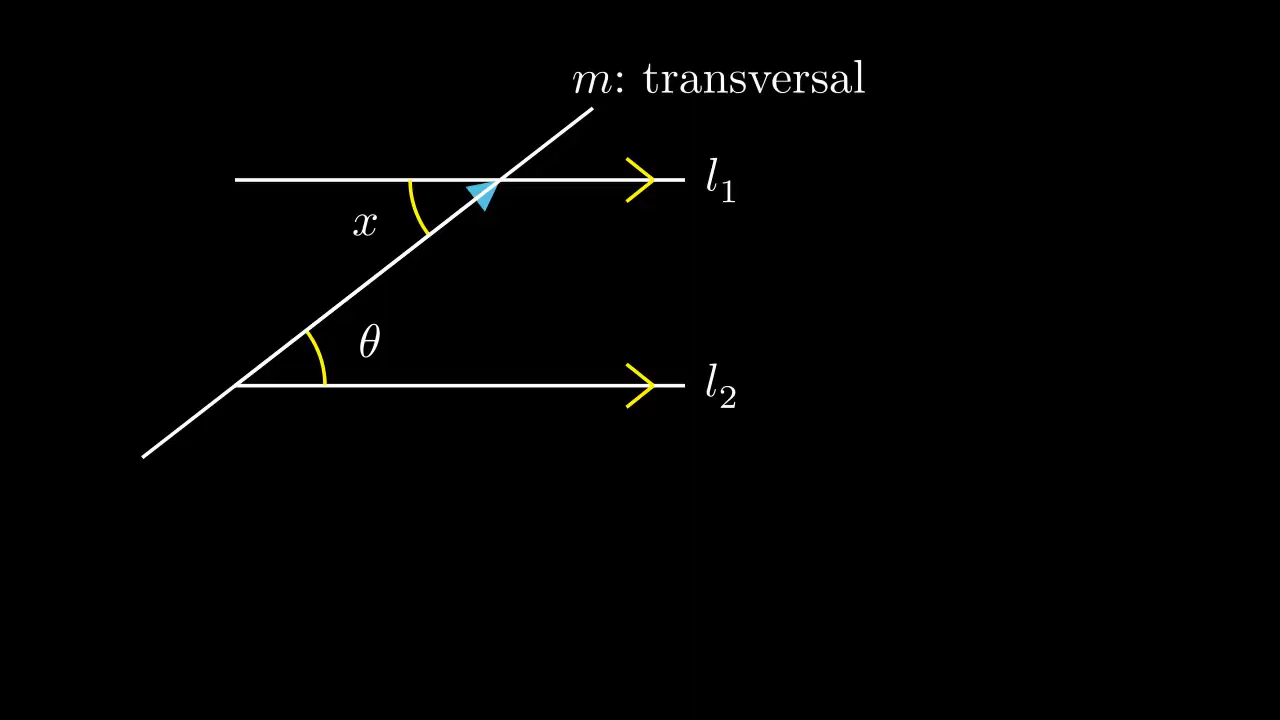 m: transversal
l₁
x
θ
l₂